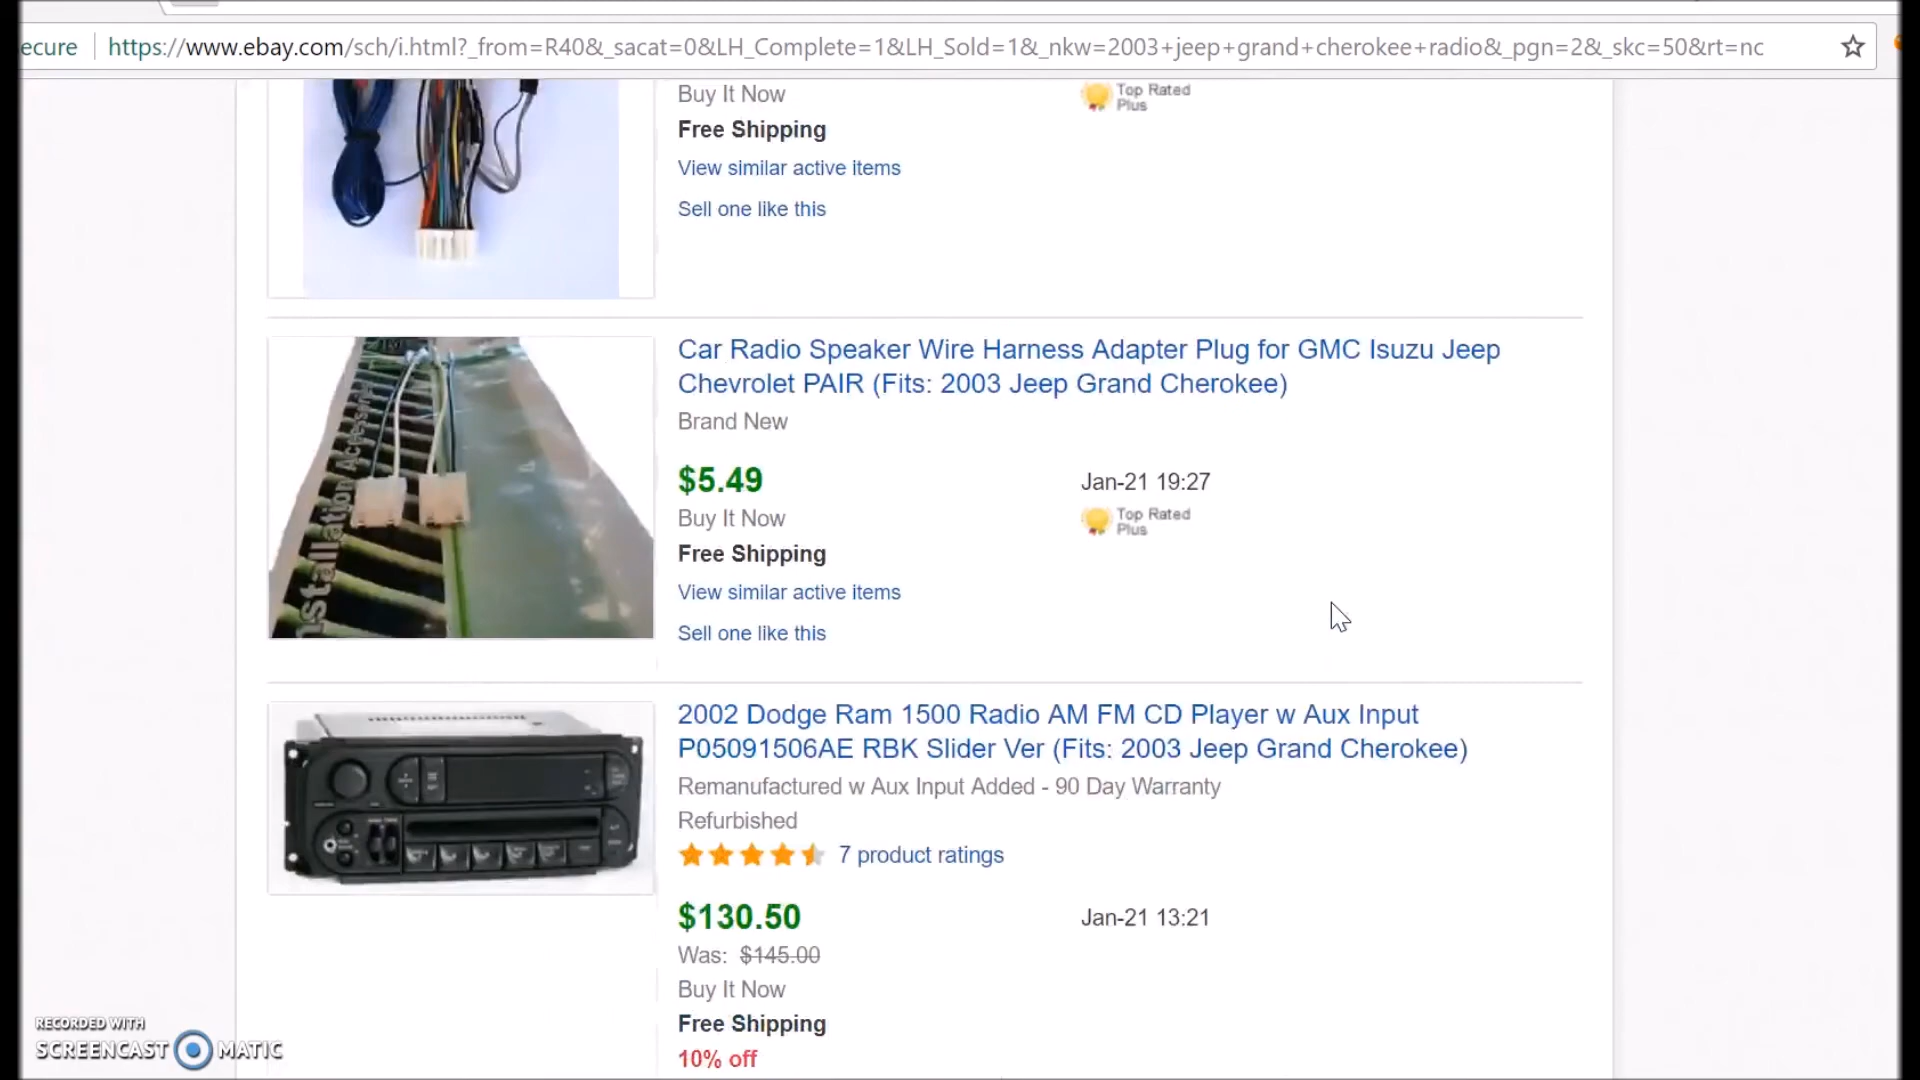 ecure
https://www.ebay.com/sch/i.html?_from=R40&_sacat=0&LH_Complete=1&LH_Sold=1&_nkw=2003+jeep+grand+cherokee+radio&_pgn=2&_skc=50&rt=nc
Buy It Now
Top Rated
Plus
Free Shipping
View similar active items
Sell one like this
Installation Accessor
Car Radio Speaker Wire Harness Adapter Plug for GMC Isuzu Jeep
Chevrolet PAIR (Fits: 2003 Jeep Grand Cherokee)
Brand New
$5.49
Jan-21 19:27
Buy It Now
Top Rated
Plus
Free Shipping
View similar active items
Sell one like this
2002 Dodge Ram 1500 Radio AM FM CD Player w Aux Input
P05091506AE RBK Slider Ver (Fits: 2003 Jeep Grand Cherokee)
Remanufactured w Aux Input Added - 90 Day Warranty
Refurbished
7 product ratings
$130.50
Jan-21 13:21
Was: $145.00
Buy It Now
Free Shipping
10% off
RECORDED WITH
SCREENCAST MATIC